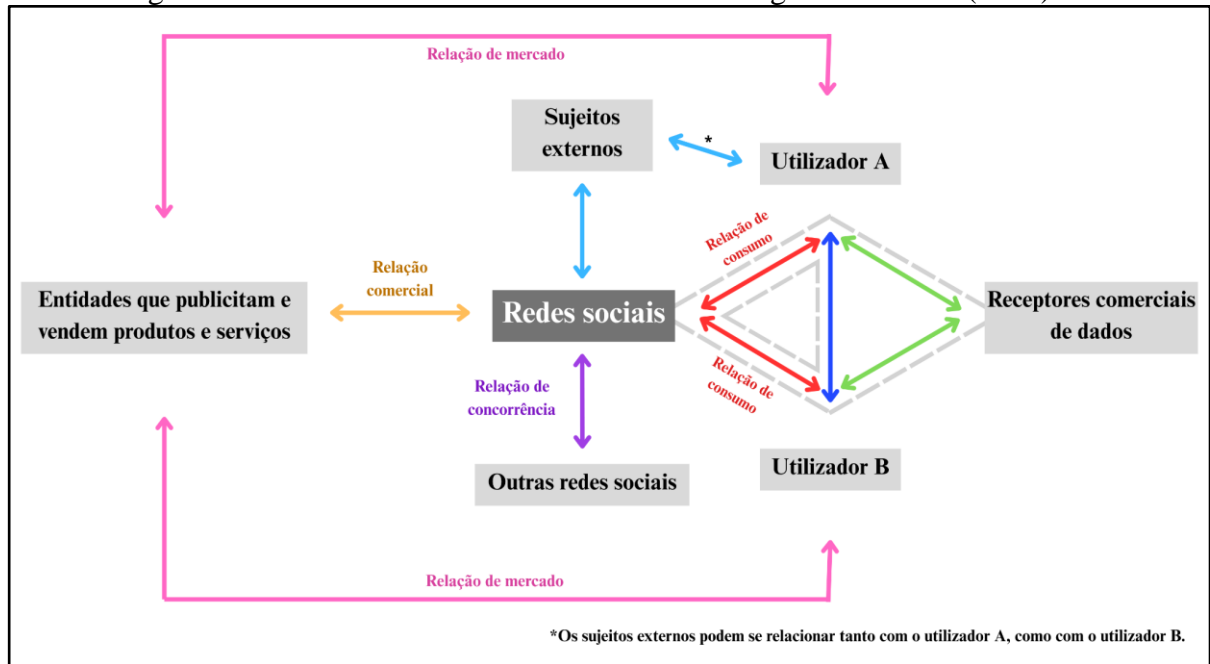 Relação de mercado
Sujeitos
externos
*
Utilizador A
Relação de
consumo
Relação
comercial
Entidades que publicitam e
vendem produtos e serviços
Redes sociais
Receptores comerciais
de dados
Relação de
consumo
Relação de
concorrência
Outras redes sociais
Utilizador B
Relação de mercado
*Os sujeitos externos podem se relacionar tanto com o utilizador A, como com o utilizador B.